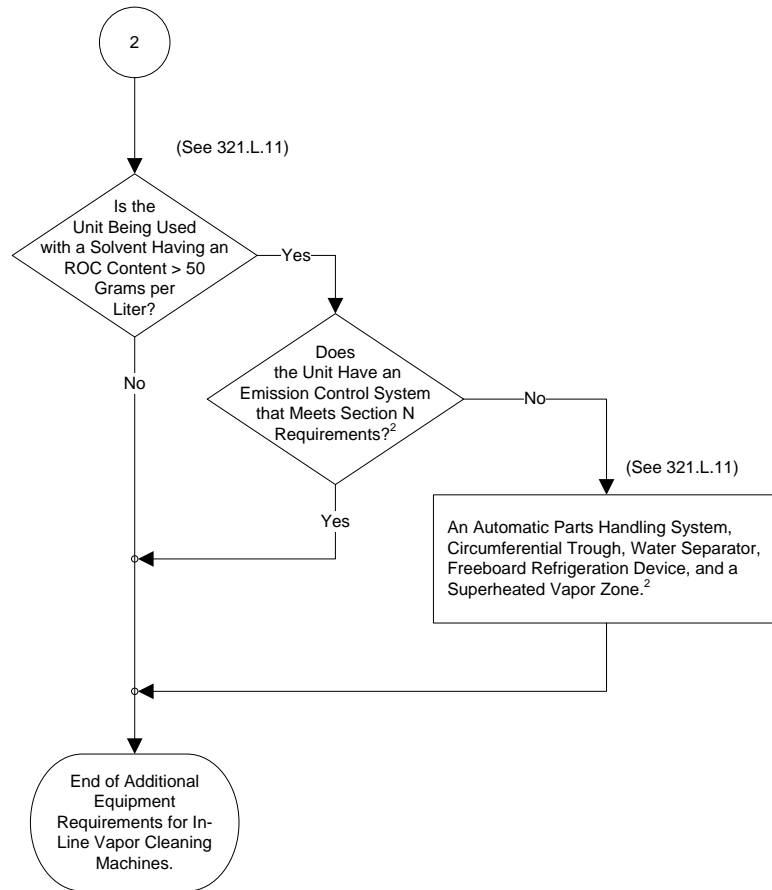 2
(See 321.L.11)
Is the
Unit Being Used
with a Solvent Having an
ROC Content > 50
Grams per
Liter?
Yes
No
Does
the Unit Have an
Emission Control System
that Meets Section N
Requirements?²
No
Yes
(See 321.L.11)
An Automatic Parts Handling System,
Circumferential Trough, Water Separator,
Freeboard Refrigeration Device, and a
Superheated Vapor Zone.²
End of Additional
Equipment
Requirements for In-
Line Vapor Cleaning
Machines.